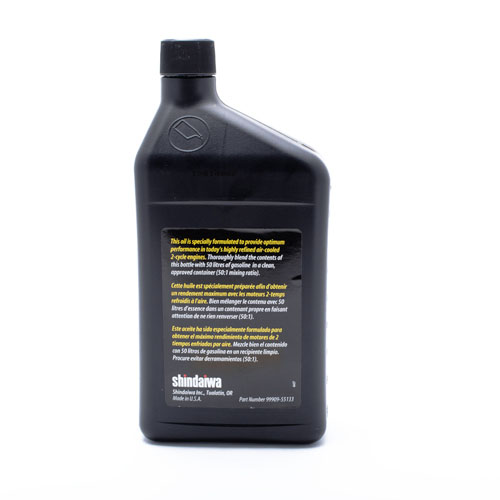 This oil is specially formulated to provide optimum
performance in today's highly refined air-cooled
2-cycle engines. Thoroughly blend the contents of
this bottle with 50 litres of gasoline in a clean,
approved container (50:1 mixing ratio).
Cette huile est spécialement préparée afin d'obtenir
un rendement maximum avec les moteurs 2-temps
refroidis à l'aire. Bien mélanger le contenu avec 50
litres d'essence dans un contenant propre en faisant
attention de ne rien renverser (50:1).
Este aceite ha sido especialmente formulado para
obtener el máximo rendimiento de motores de 2
tiempos enfriados por aire. Mezcle bien el contenido
con 50 litros de gasolina en un recipiente limpio.
Procure evitar derramamientos (50:1).
shindaiwa
Shindaiwa Inc., Tualatin, OR
Made in U.S.A. Part Number 99909-55133